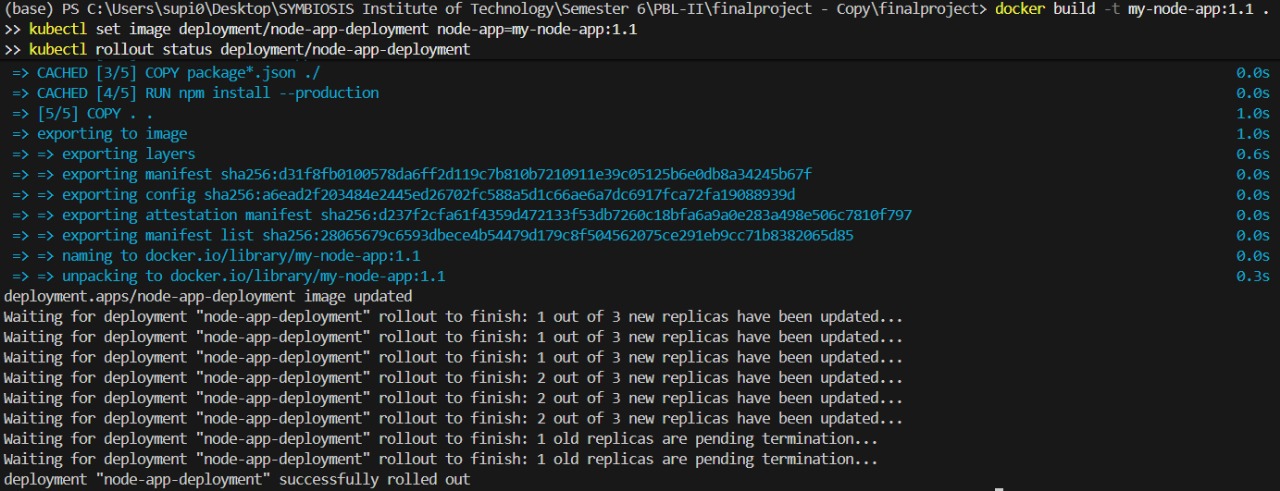 (base) PS C:\Users\supi0\Desktop\SYMBIOSIS Institute of Technology\Semester 6\PBL-II\finalproject - Copy\finalproject> docker build -t my-node-app:1.1 .
>> kubectl set image deployment/node-app-deployment node-app=my-node-app:1.1
>> kubectl rollout status deployment/node-app-deployment
=> CACHED [3/5] COPY package*.json ./ 0.0s
=> CACHED [4/5] RUN npm install --production 0.0s
=> [5/5] COPY . . 1.0s
=> exporting to image 1.0s
=> => exporting layers 0.6s
=> => exporting manifest sha256:d31f8fb0100578da6ff2d119c7b810b7210911e39c05125b6e0db8a34245b67f 0.0s
=> => exporting config sha256:a6ead2f203484e2445ed26702fc588a5d1c66ae6a7dc6917fca72fa19088939d 0.0s
=> => exporting attestation manifest sha256:d237f2cfa61f4359d472133f53db7260c18bfa6a9a0e283a498e506c7810f797 0.0s
=> => exporting manifest list sha256:28065679c6593dbece4b54479d179c8f504562075ce291eb9cc71b8382065d85 0.0s
=> => naming to docker.io/library/my-node-app:1.1 0.0s
=> => unpacking to docker.io/library/my-node-app:1.1 0.3s
deployment.apps/node-app-deployment image updated
Waiting for deployment "node-app-deployment" rollout to finish: 1 out of 3 new replicas have been updated...
Waiting for deployment "node-app-deployment" rollout to finish: 1 out of 3 new replicas have been updated...
Waiting for deployment "node-app-deployment" rollout to finish: 1 out of 3 new replicas have been updated...
Waiting for deployment "node-app-deployment" rollout to finish: 2 out of 3 new replicas have been updated...
Waiting for deployment "node-app-deployment" rollout to finish: 2 out of 3 new replicas have been updated...
Waiting for deployment "node-app-deployment" rollout to finish: 2 out of 3 new replicas have been updated...
Waiting for deployment "node-app-deployment" rollout to finish: 1 old replicas are pending termination...
Waiting for deployment "node-app-deployment" rollout to finish: 1 old replicas are pending termination...
deployment "node-app-deployment" successfully rolled out